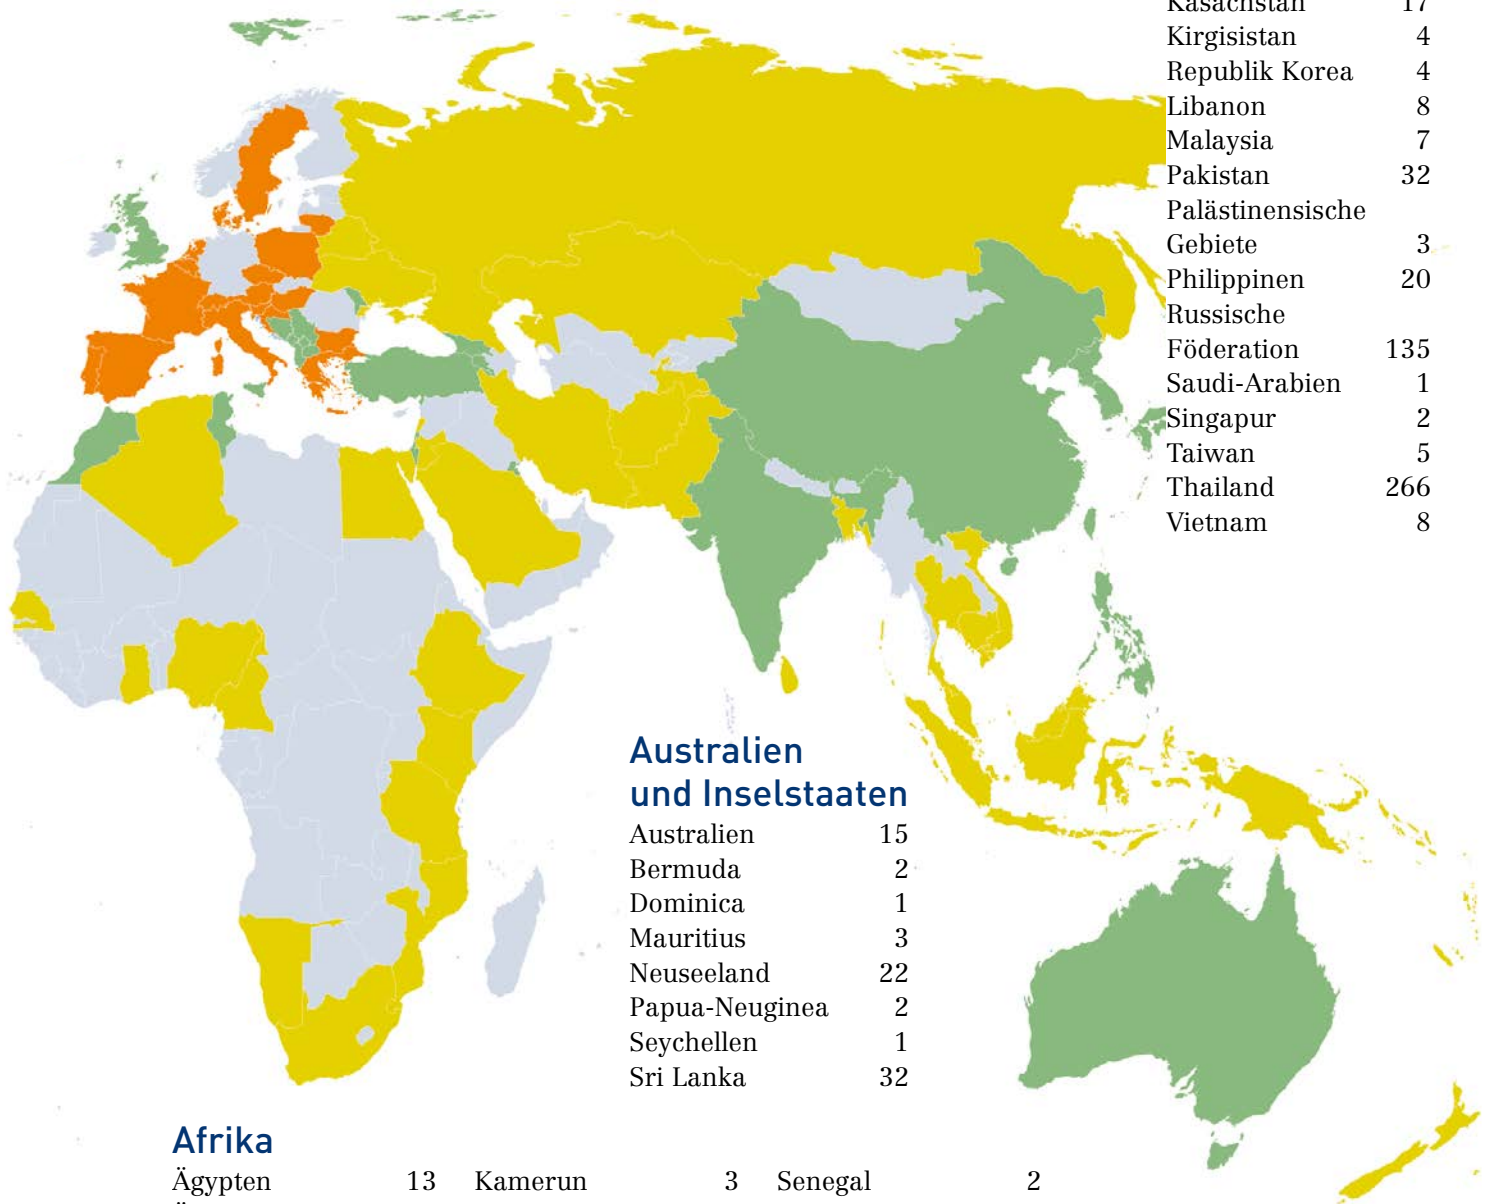 Kasachstan 17
Kirgisistan 4
Republik Korea 4
Libanon 8
Malaysia 7
Pakistan 32
Palästinensische
Gebiete 3
Philippinen 20
Russische
Föderation 135
Saudi-Arabien 1
Singapur 2
Taiwan 5
Thailand 266
Vietnam 8
Australien
und Inselstaaten
Australien 15
Bermuda 2
Dominica 1
Mauritius 3
Neuseeland 22
Papua-Neuginea 2
Seychellen 1
Sri Lanka 32
Afrika
Ägypten 13 Kamerun 3 Senegal 2